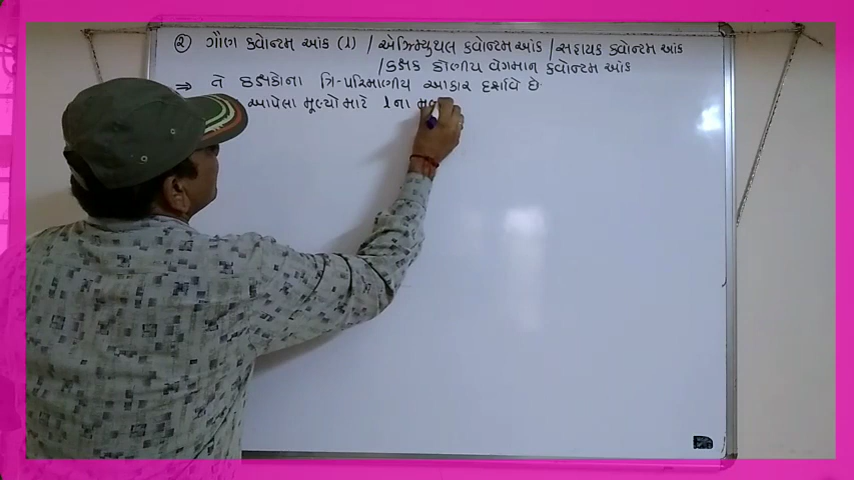 ② ગૌણ ક્વોન્ટમ આંક (l) / એઝિમ્યુથલ ક્વોન્ટમ આંક / સહાયક ક્વોન્ટમ આંક
/ કક્ષક કોણીય વેગમાન ક્વોન્ટમ આંક
⇒ તે કક્ષકોના ત્રિ-પરિમાણીય આકાર દર્શાવે છે.
આપેલા મૂલ્યો માટે l ના